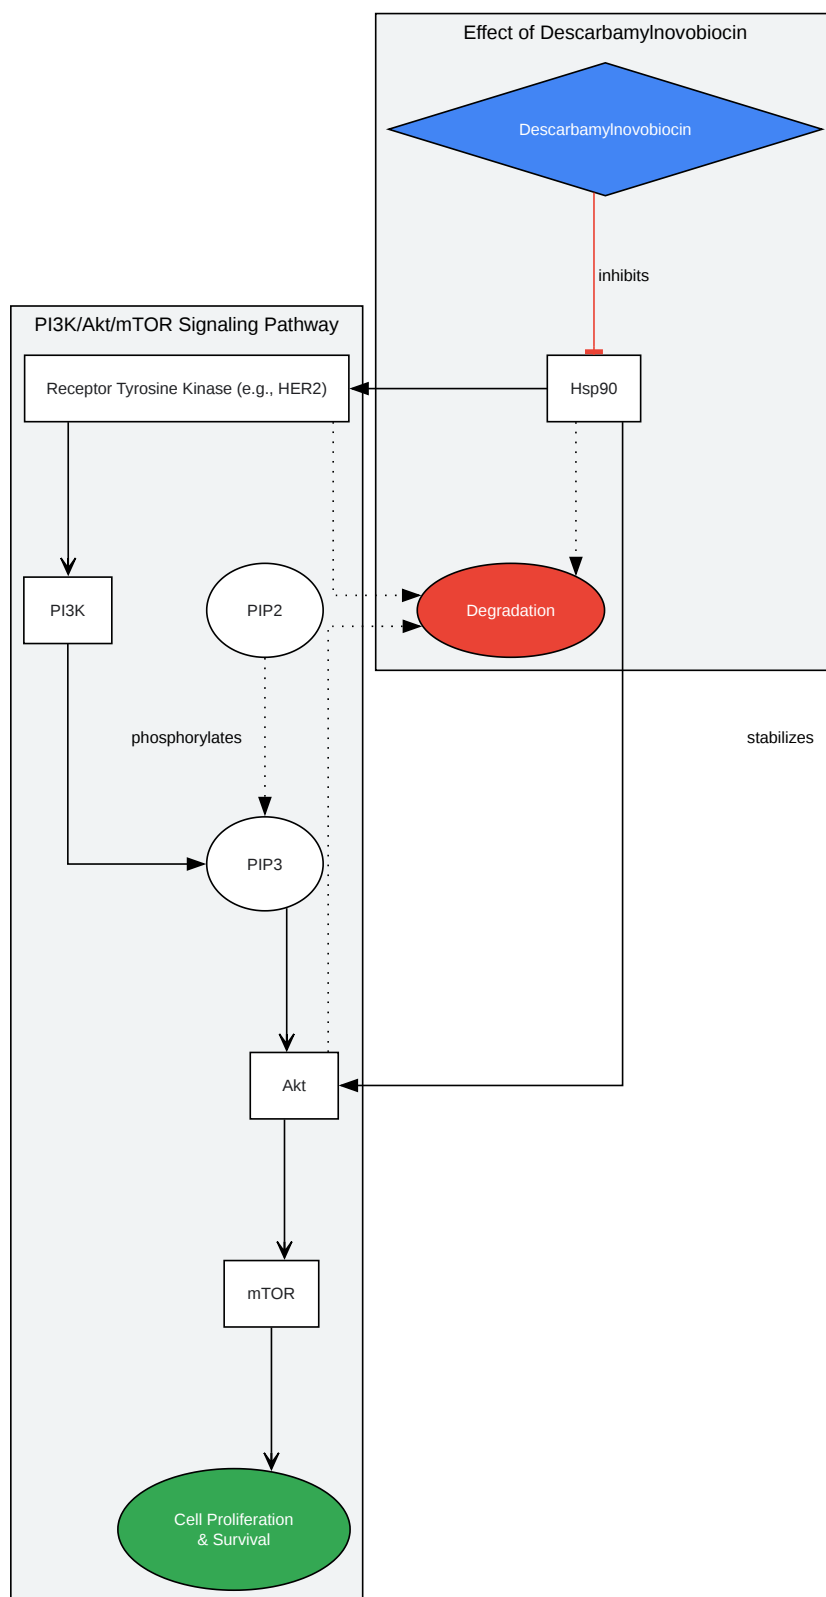 Effect of Descarbamylnovobiocin
Descarbamylnovobiocin
inhibits
PI3K/Akt/mTOR Signaling Pathway
Receptor Tyrosine Kinase (e.g., HER2)
Hsp90
PI3K
PIP2
Degradation
phosphorylates
stabilizes
PIP3
Akt
mTOR
Cell Proliferation
& Survival